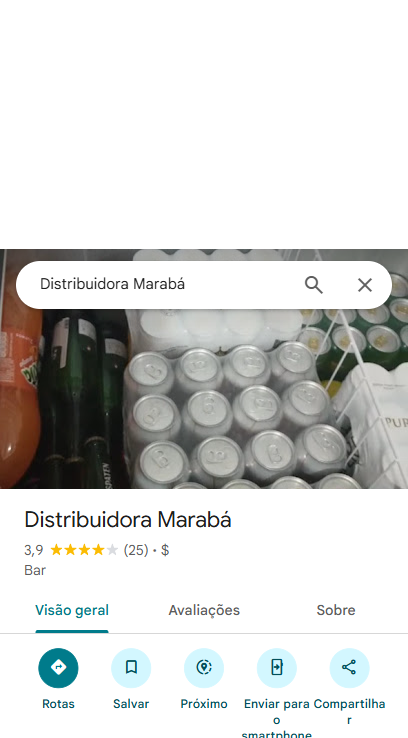 Distribuidora Marabá
SPATEN
PUR
Distribuidora Marabá
3,9 (25) • $
Bar
Visão geral Avaliações Sobre
Rotas Salvar Próximo Enviar para o smartphone Compartilhar